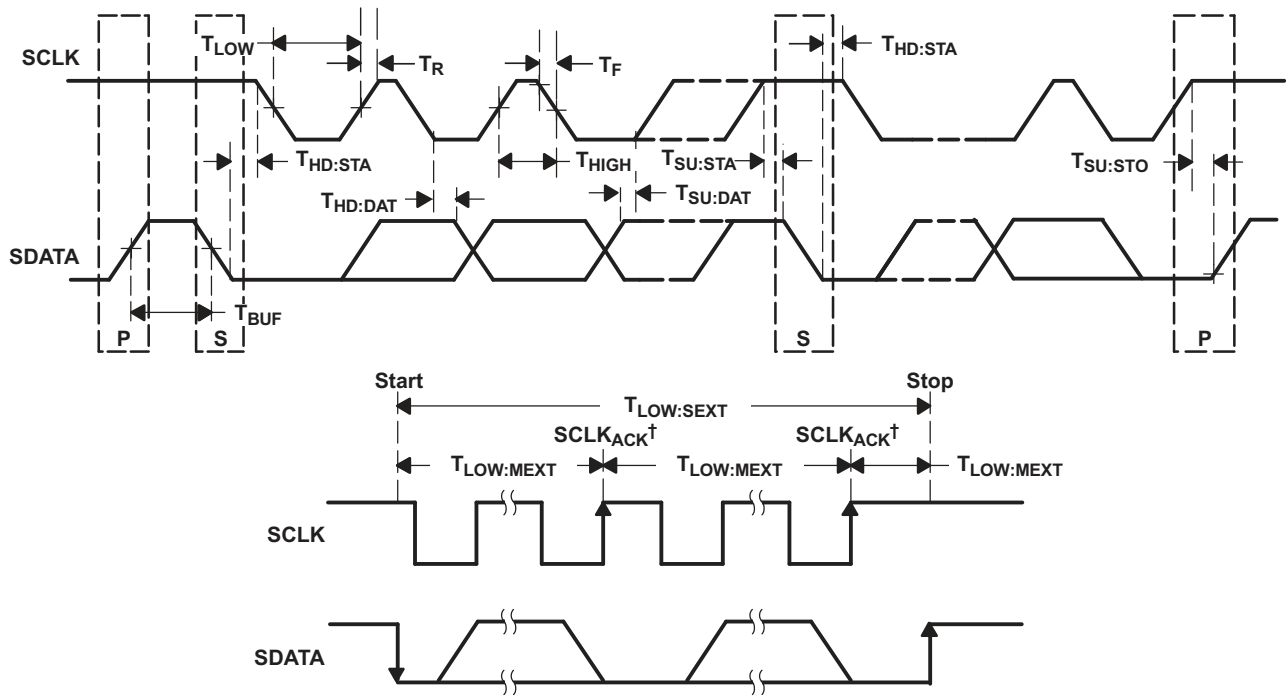 T_LOW
T_HD:STA
SCLK
T_R
T_F
T_HD:STA
T_HIGH
T_SU:STA
T_SU:STO
T_HD:DAT
T_SU:DAT
SDATA
T_BUF
P
S
S
P
Start
Stop
T_LOW:SEXT
SCLK_ACK†
SCLK_ACK†
T_LOW:MEXT
T_LOW:MEXT
T_LOW:MEXT
SCLK
SDATA